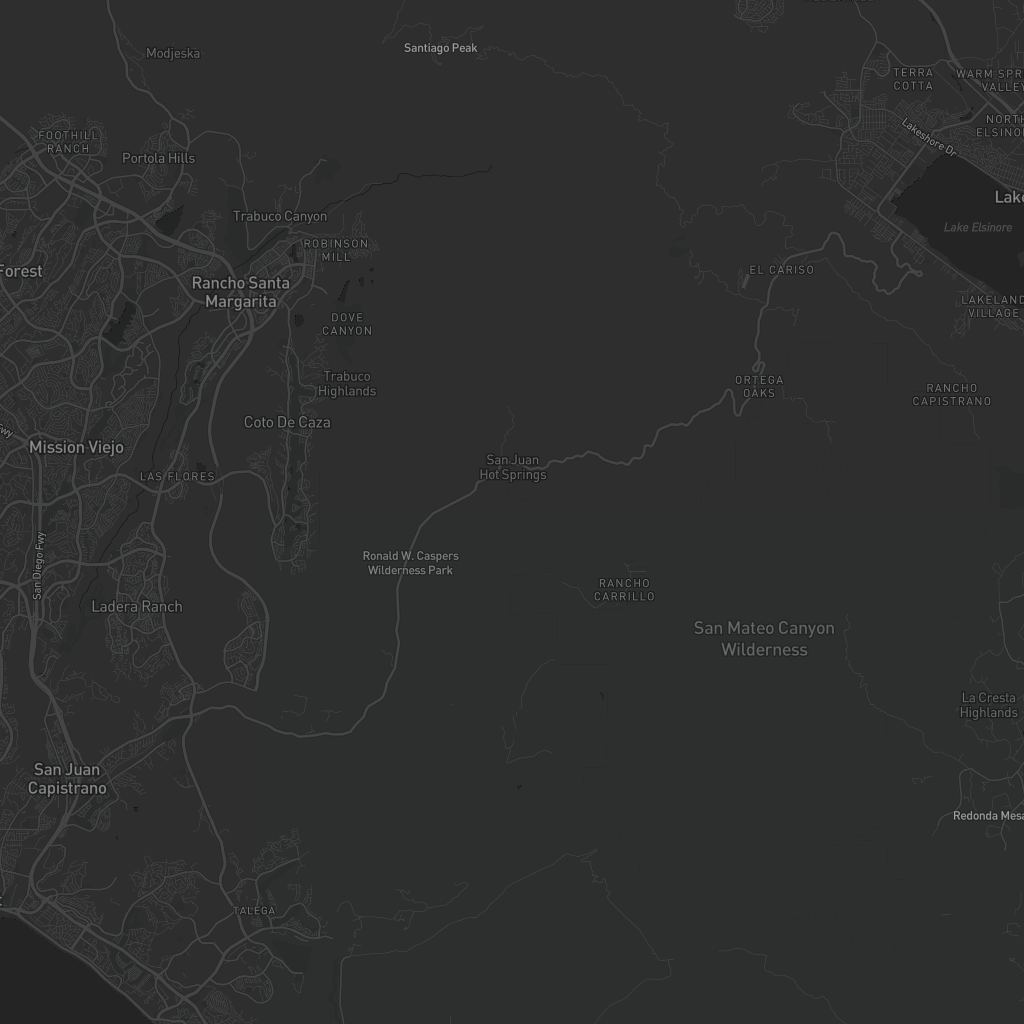 Santiago Peak
Modjeska
TERRA
COTTA
WARM SPR
VALLEY
NORTH
ELSINO
Lakeshore Dr
FOOTHILL
RANCH
Portola Hills
Lake
Lake Elsinore
Trabuco Canyon
ROBINSON
MILL
Forest
EL CARISO
Rancho Santa
Margarita
LAKELAND
VILLAGE
DOVE
CANYON
Trabuco
Highlands
ORTEGA
OAKS
RANCHO
CAPISTRANO
Coto De Caza
Fwy
Mission Viejo
San Juan
Hot Springs
LAS FLORES
San Diego Fwy
Ronald W. Caspers
Wilderness Park
RANCHO
CARRILLO
Ladera Ranch
San Mateo Canyon
Wilderness
La Cresta
Highlands
San Juan
Capistrano
Redonda Mesa
TALEGA